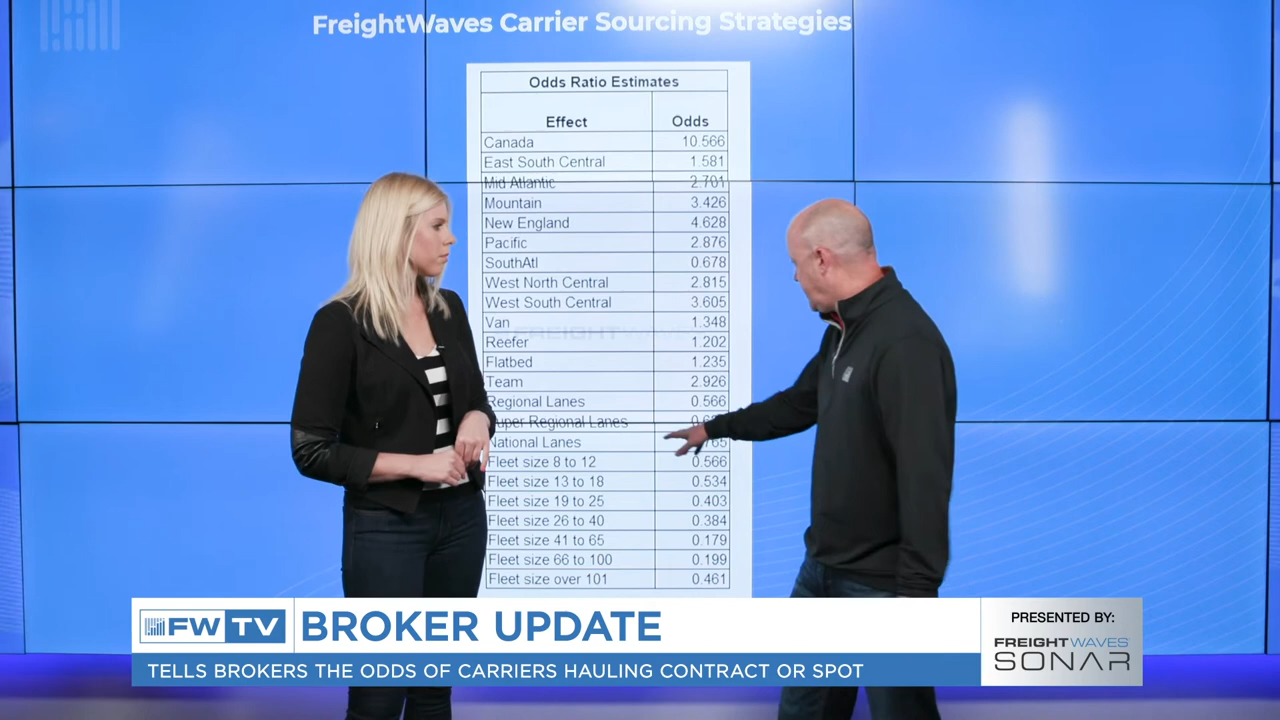 FreightWaves Carrier Sourcing Strategies
Odds Ratio Estimates
Effect Odds
Canada 10.566
East South Central 1.581
Mid Atlantic 2.701
Mountain 3.426
New England 4.628
Pacific 2.876
SouthAtl 0.678
West North Central 2.815
West South Central 3.605
Van 1.348
FREIGHTWAVES
Reefer 1.202
Flatbed 1.235
Team 2.926
Regional Lanes 0.566
Super Regional Lanes
National Lanes
Fleet size 8 to 12 0.566
Fleet size 13 to 18 0.534
Fleet size 19 to 25 0.403
Fleet size 26 to 40 0.384
Fleet size 41 to 65 0.179
Fleet size 66 to 100 0.199
Fleet size over 101 0.461
FWTV BROKER UPDATE
TELLS BROKERS THE ODDS OF CARRIERS HAULING CONTRACT OR SPOT
PRESENTED BY:
FREIGHTWAVES
SONAR